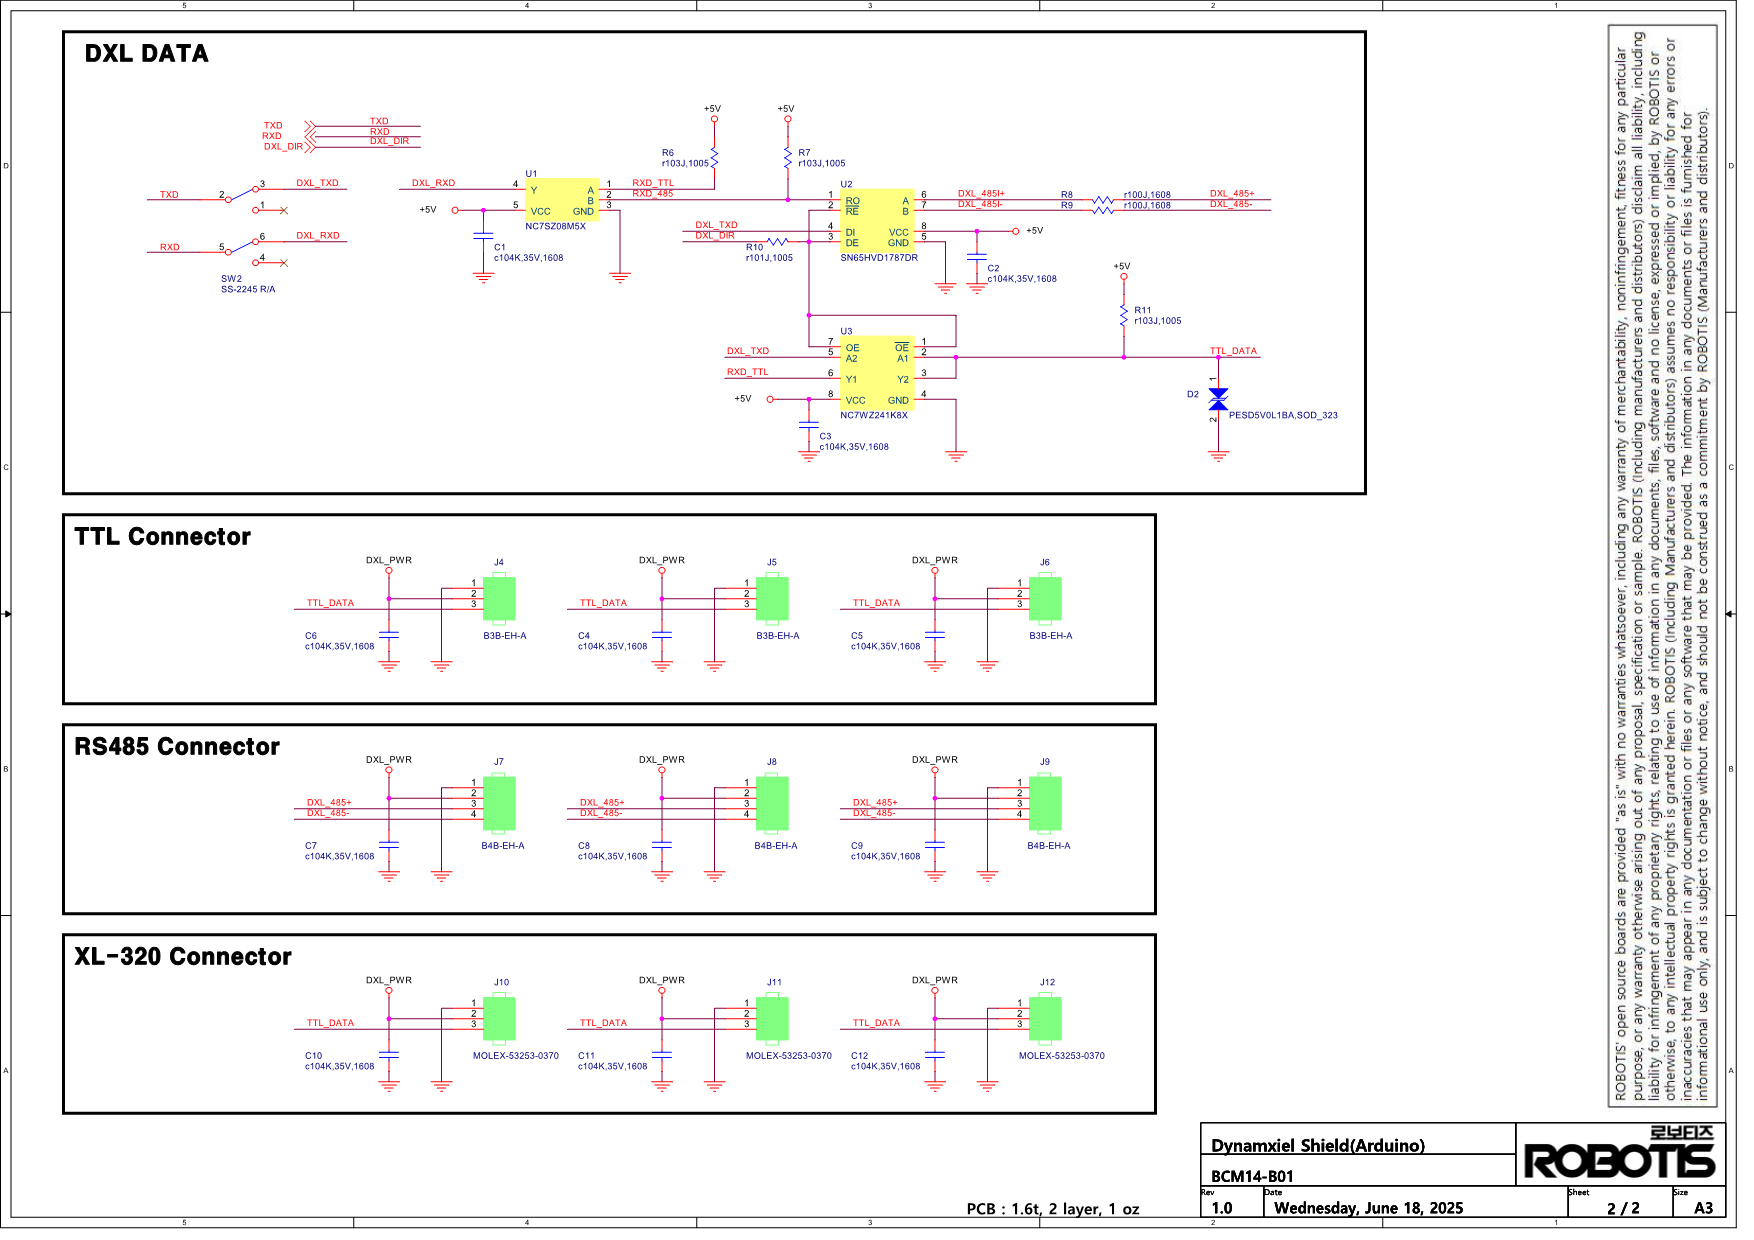 5 4 3 2 1
DXL DATA
TXD TXD
RXD RXD
DXL_DIR DXL_DIR
TXD 2 3 DXL_TXD
1
RXD 5 6 DXL_RXD
4
SW2
SS-2245 R/A
+5V +5V
R6 R7
r103J,1005 r103J,1005
U1
DXL_RXD 4 Y A 1 RXD_TTL
B 2 RXD_485
+5V 5 VCC GND 3
NC7SZ08M5X
C1
c104K,35V,1608
U2
1 RO A 6 DXL_485I+ R8 r100J,1608 DXL_485+
2 RE B 7 DXL_485I- R9 r100J,1608 DXL_485-
DXL_TXD 4 DI VCC 8 +5V
DXL_DIR 3 DE GND 5
R10
r101J,1005
SN65HVD1787DR
C2
c104K,35V,1608
+5V
R11
r103J,1005
U3
7 OE OE 1
DXL_TXD 5 A2 A1 2 TTL_DATA
RXD_TTL 6 Y1 Y2 3
+5V 8 VCC GND 4
NC7WZ241K8X
C3
c104K,35V,1608
1
D2
2 PESD5V0L1BA,SOD_323
TTL Connector
DXL_PWR J4 DXL_PWR J5 DXL_PWR J6
1 1 1
2 2 2
TTL_DATA 3 TTL_DATA 3 TTL_DATA 3
C6 B3B-EH-A C4 B3B-EH-A C5 B3B-EH-A
c104K,35V,1608 c104K,35V,1608 c104K,35V,1608
RS485 Connector
DXL_PWR J7 DXL_PWR J8 DXL_PWR J9
1 1 1
2 2 2
DXL_485+ 3 DXL_485+ 3 DXL_485+ 3
DXL_485- 4 DXL_485- 4 DXL_485- 4
C7 B4B-EH-A C8 B4B-EH-A C9 B4B-EH-A
c104K,35V,1608 c104K,35V,1608 c104K,35V,1608
XL-320 Connector
DXL_PWR J10 DXL_PWR J11 DXL_PWR J12
1 1 1
2 2 2
TTL_DATA 3 TTL_DATA 3 TTL_DATA 3
C10 MOLEX-53253-0370 C11 MOLEX-53253-0370 C12 MOLEX-53253-0370
c104K,35V,1608 c104K,35V,1608 c104K,35V,1608
D D
C C
B B
A A
ROBOTIS' open source boards are provided "as is" with no warranties whatsoever, including any warranty of merchantability, noninfringement, fitness for any particular
purpose, or any warranty otherwise arising out of any proposal, specification or sample. ROBOTIS (Including manufacturers and distributors) disclaim all liability, including
liability for infringement of any proprietary rights, relating to use of information in any documents, files, software and no license, expressed or implied, by ROBOTIS or
otherwise, to any intellectual property rights is granted herein. ROBOTIS (Including Manufacturers and distributors) assumes no responsibility or liability for any errors or
inaccuracies that may appear in any documentation or files or any software that may be provided. The information in any documents or files is furnished for
informational use only, and is subject to change without notice, and should not be construed as a commitment by ROBOTIS (Manufacturers and distributors).
PCB : 1.6t, 2 layer, 1 oz
Dynamxiel Shield(Arduino)
BCM14-B01
로보티즈
ROBOTIS
Rev Date Sheet Size
1.0 Wednesday, June 18, 2025 2 / 2 A3
5 4 3 2 1